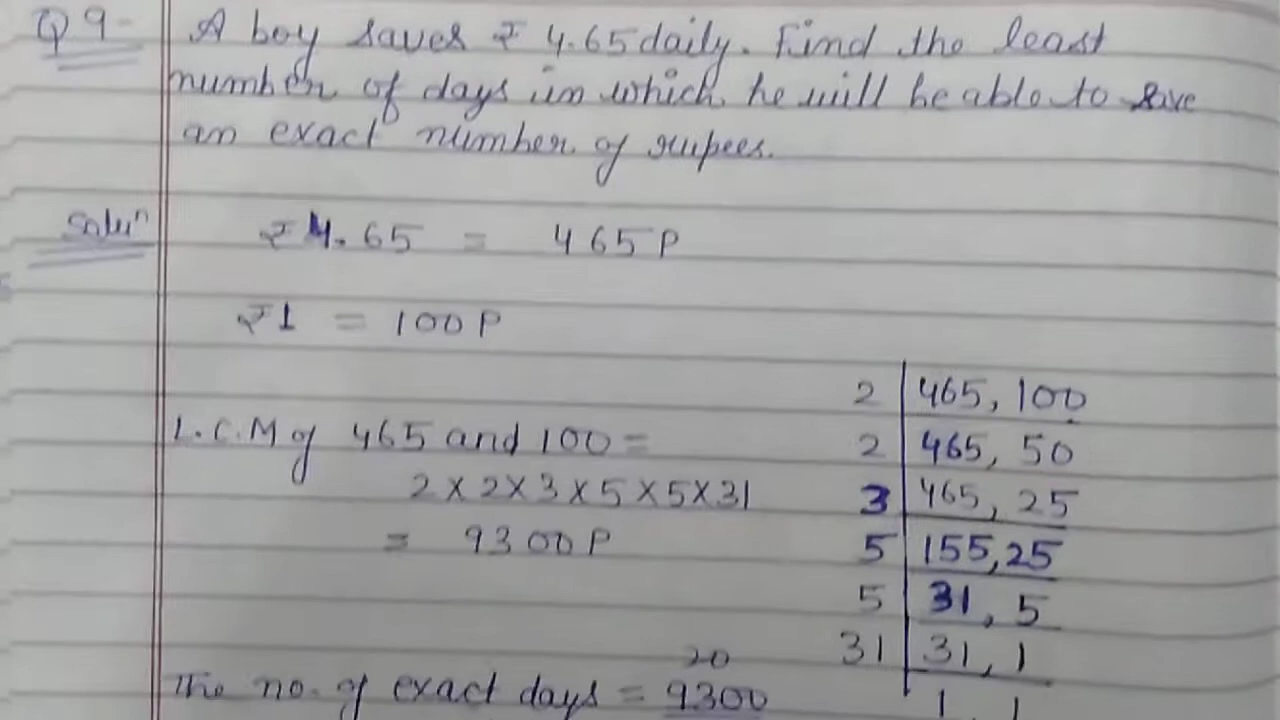 Q 9- A boy saves ₹ 4.65 daily. Find the least
number of days in which he will be able to save
an exact number of rupees.
Soluⁿ ₹ 4.65 = 465 P
₹ 1 = 100 P
L.C.M of 465 and 100 =
2 × 2 × 3 × 5 × 5 × 31
= 9300 P
2 | 465, 100
2 | 465, 50
3 | 465, 25
5 | 155, 25
5 | 31, 5
31 | 31, 1
1, 1
20
The no. of exact days = 9300